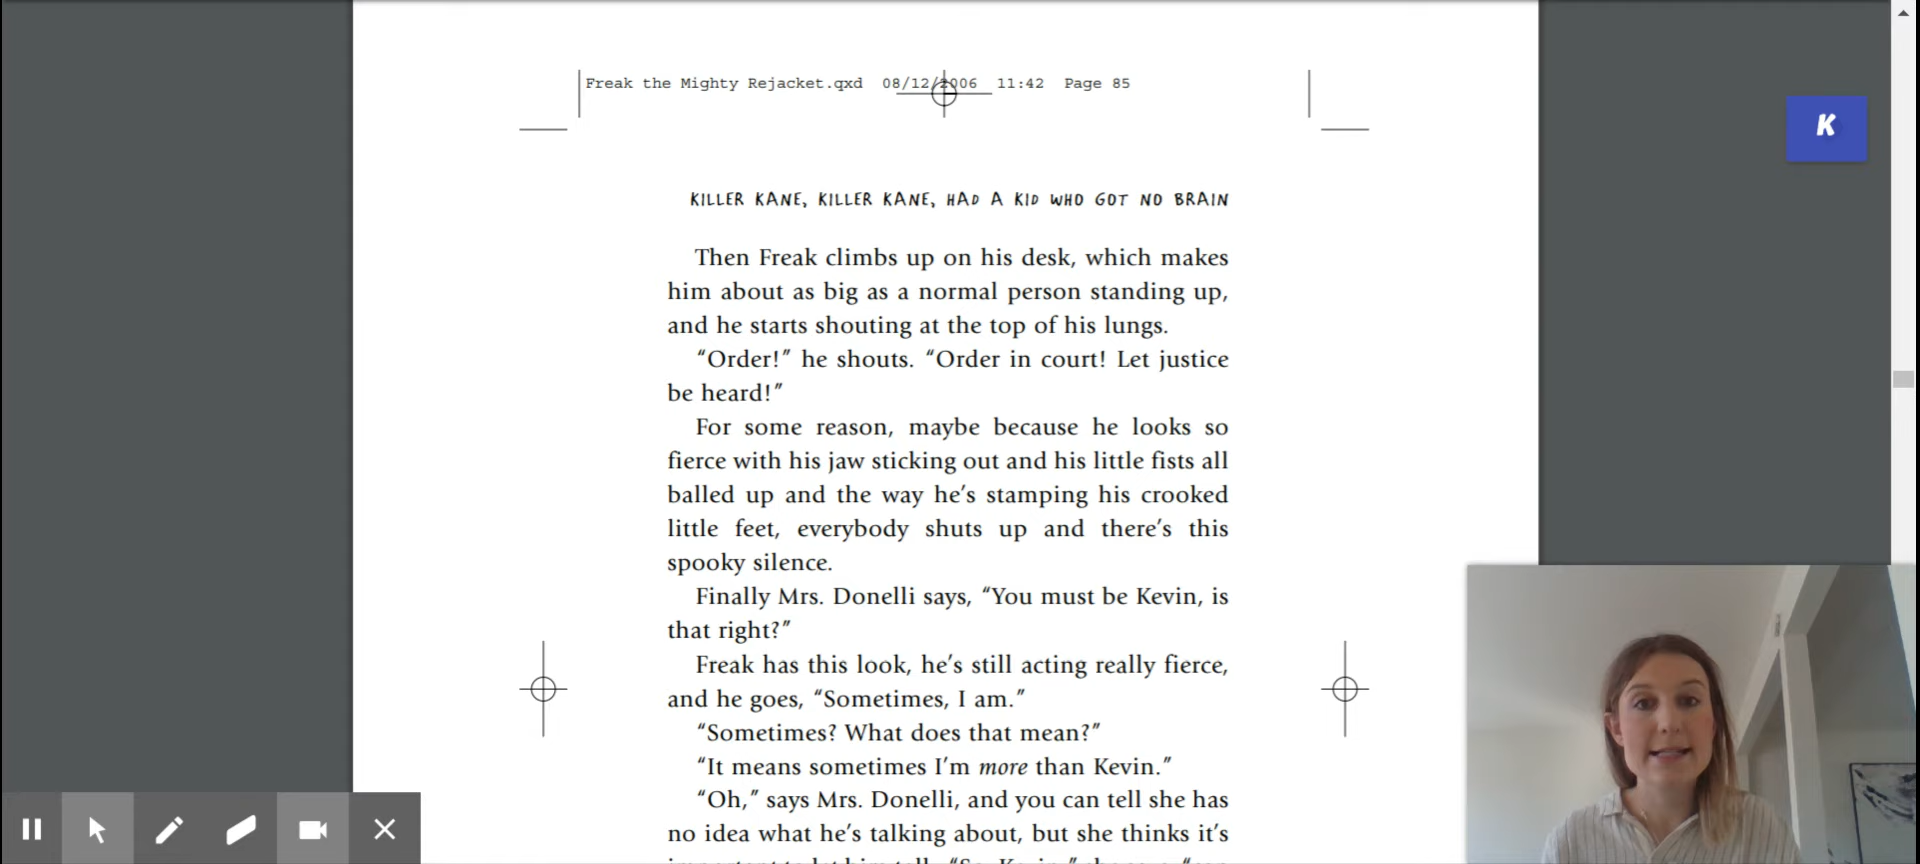 Freak the Mighty Rejacket.qxd 08/12/2006 11:42 Page 85
K
KILLER KANE, KILLER KANE, HAD A KID WHO GOT NO BRAIN
Then Freak climbs up on his desk, which makes
him about as big as a normal person standing up,
and he starts shouting at the top of his lungs.
“Order!” he shouts. “Order in court! Let justice
be heard!”
For some reason, maybe because he looks so
fierce with his jaw sticking out and his little fists all
balled up and the way he’s stamping his crooked
little feet, everybody shuts up and there’s this
spooky silence.
Finally Mrs. Donelli says, “You must be Kevin, is
that right?”
Freak has this look, he’s still acting really fierce,
and he goes, “Sometimes, I am.”
“Sometimes? What does that mean?”
“It means sometimes I’m more than Kevin.”
“Oh,” says Mrs. Donelli, and you can tell she has
no idea what he’s talking about, but she thinks it’s